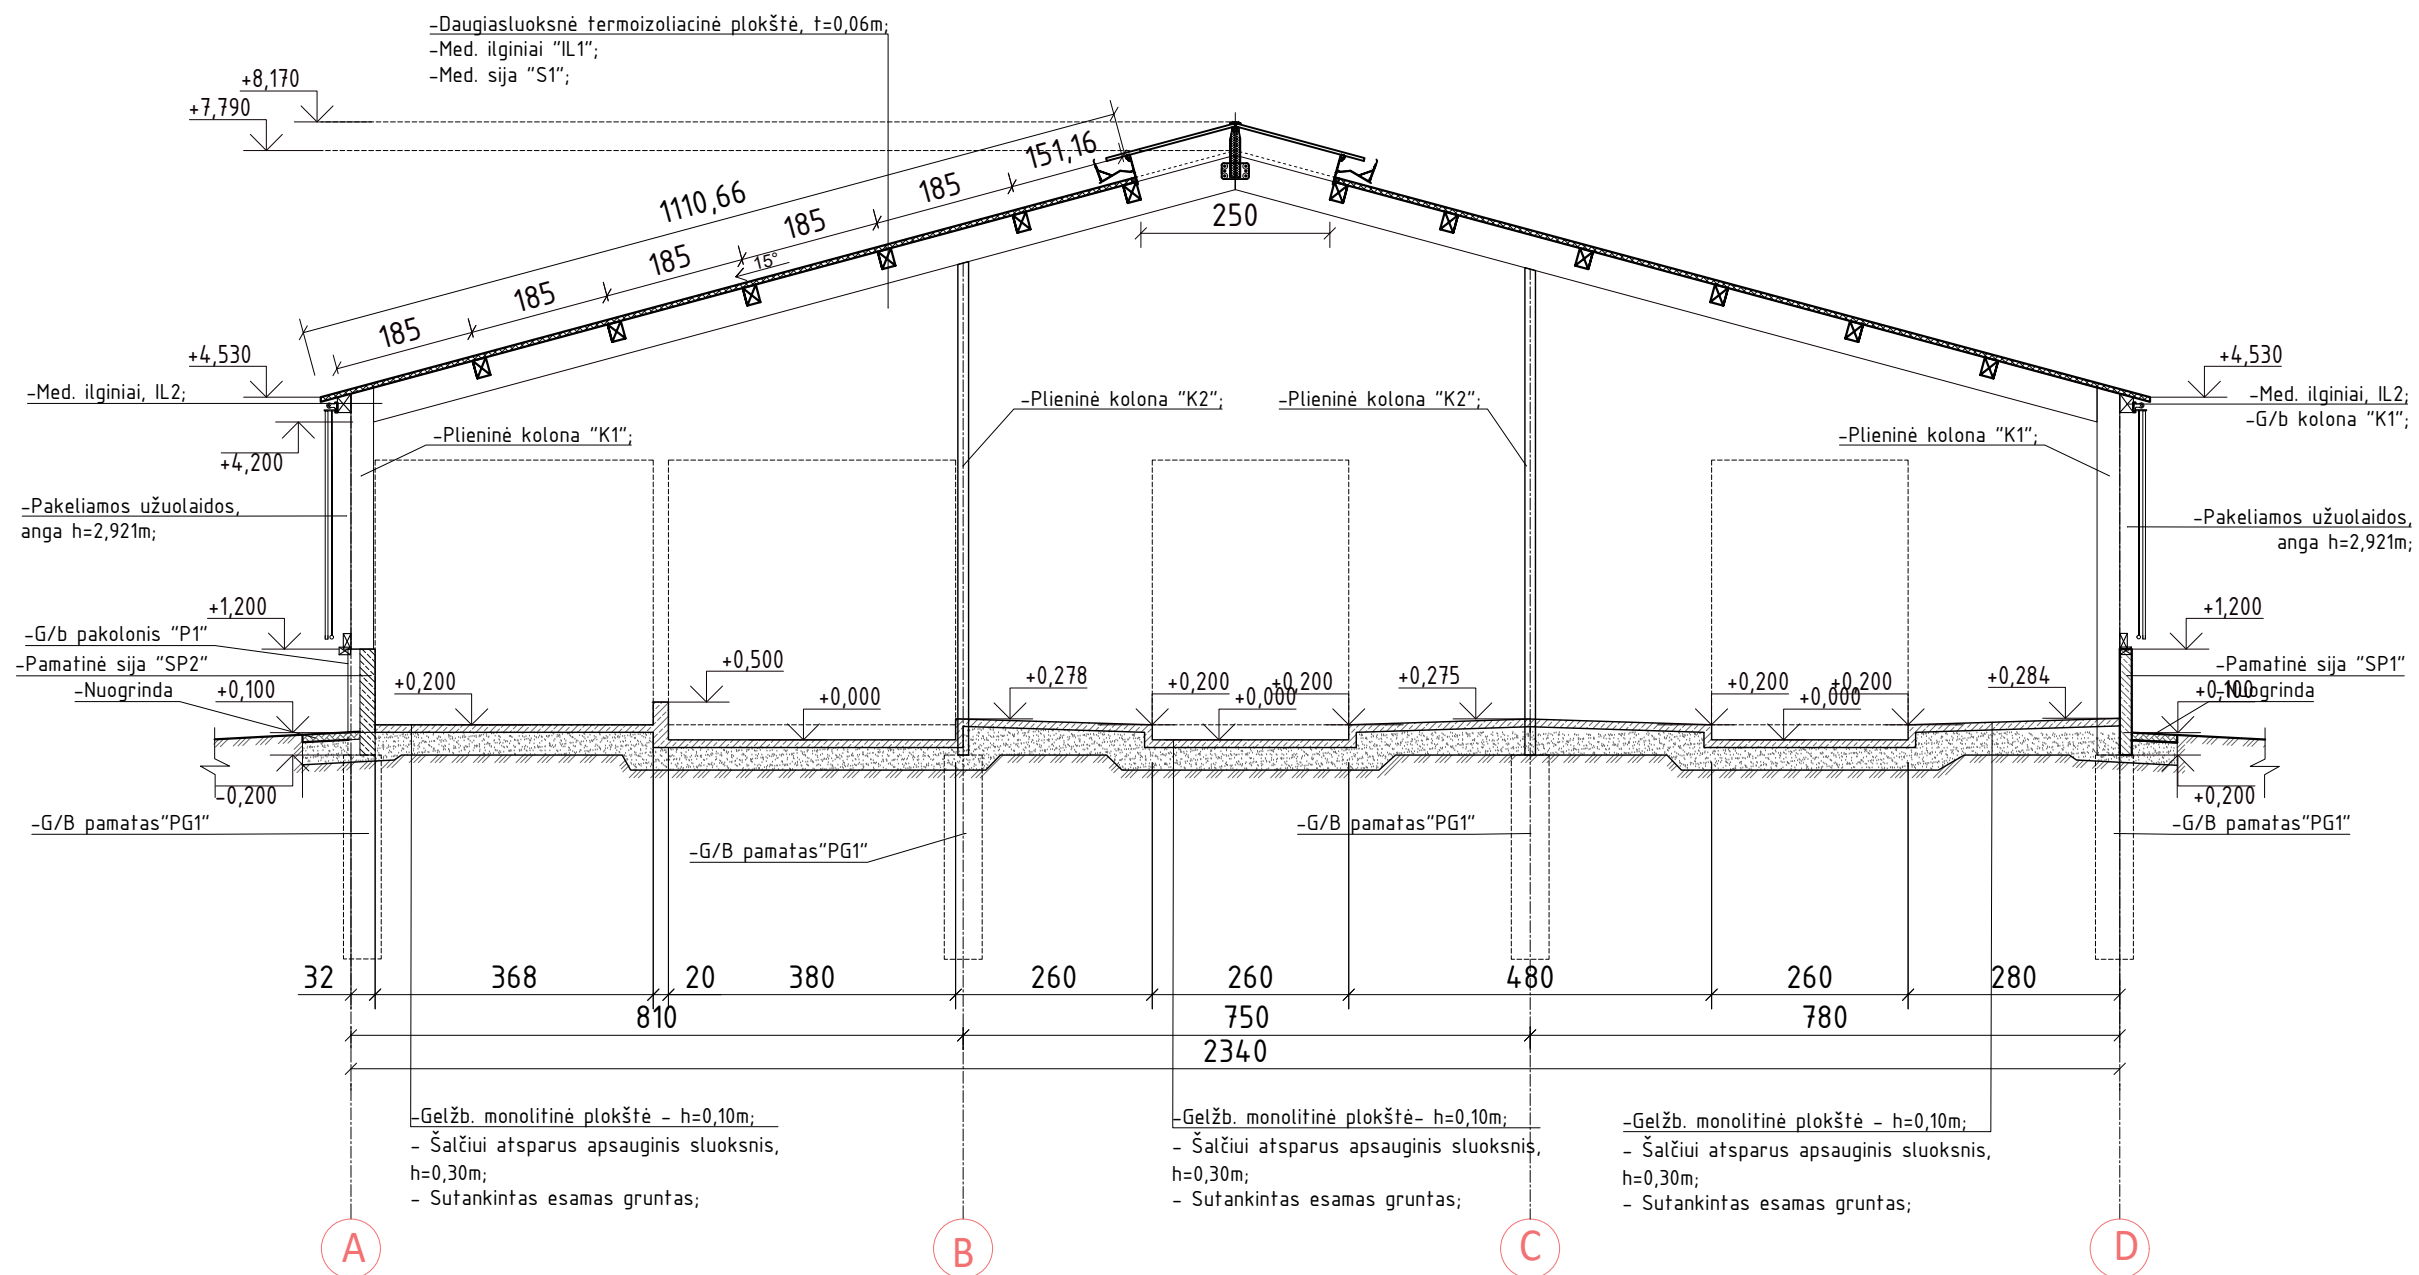 -Daugiasluoksnė termoizoliacinė plokštė, t=0,06m;
-Med. ilginiai "IL1";
-Med. sija "S1";
+8,170
+7,790
1110,66
151,16
185
185
185
185
185
15°
250
+4,530
+4,530
-Med. ilginiai, IL2;
-Plieninė kolona "K2";
-Plieninė kolona "K2";
-Med. ilginiai, IL2;
-G/b kolona "K1";
-Plieninė kolona "K1";
-Plieninė kolona "K1";
+4,200
-Pakeliamos užuolaidos,
anga h=2,921m;
-Pakeliamos užuolaidos,
anga h=2,921m;
+1,200
+1,200
-G/b pakolonis "P1"
-Pamatinė sija "SP2"
-Nuogrinda
+0,100
+0,200
+0,500
+0,000
+0,278
+0,200
+0,000
+0,200
+0,275
+0,200
+0,000
+0,200
+0,284
-Pamatinė sija "SP1"
+0,100
-Nuogrinda
-0,200
+0,200
-G/B pamatas"PG1"
-G/B pamatas"PG1"
-G/B pamatas"PG1"
-G/B pamatas"PG1"
32
368
20
380
260
260
480
260
280
810
750
780
2340
-Gelžb. monolitinė plokštė - h=0,10m;
- Šalčiui atsparus apsauginis sluoksnis,
h=0,30m;
- Sutankintas esamas gruntas;
-Gelžb. monolitinė plokštė- h=0,10m;
- Šalčiui atsparus apsauginis sluoksnis,
h=0,30m;
- Sutankintas esamas gruntas;
-Gelžb. monolitinė plokštė - h=0,10m;
- Šalčiui atsparus apsauginis sluoksnis,
h=0,30m;
- Sutankintas esamas gruntas;
A
B
C
D